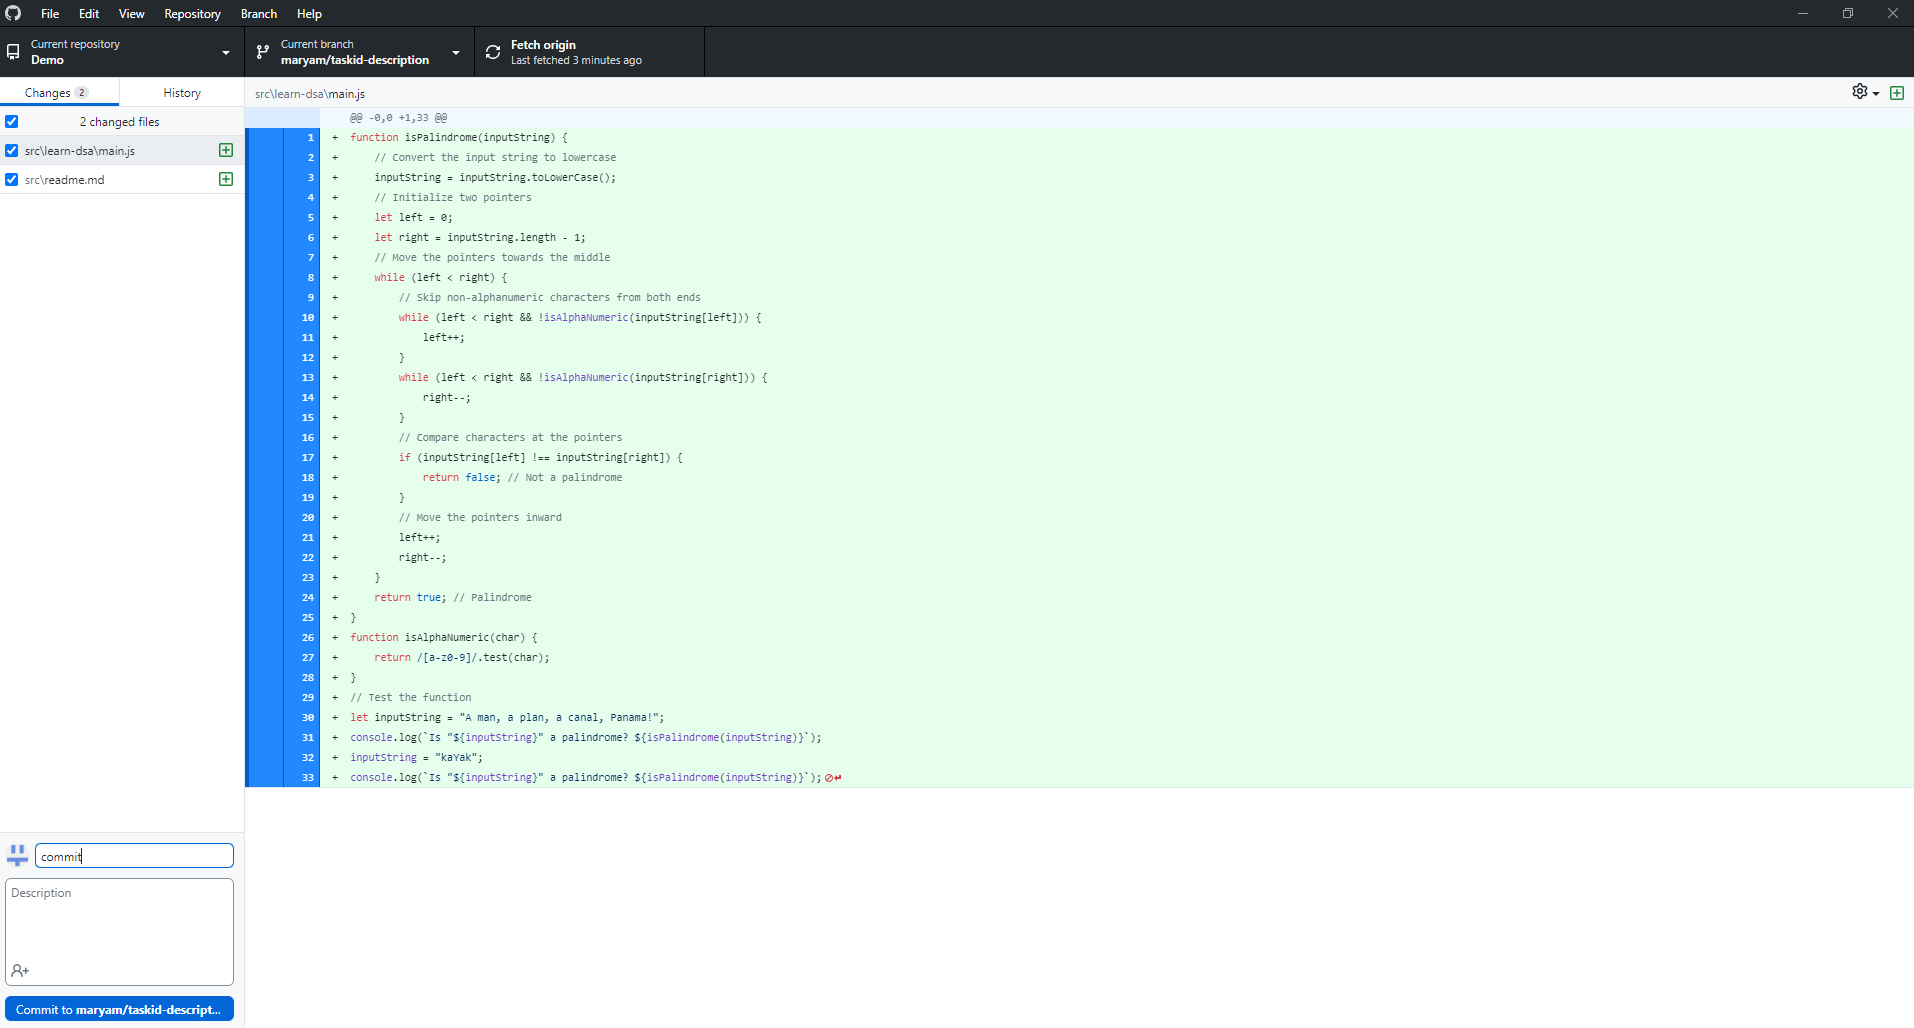 File Edit View Repository Branch Help
Current repository
Demo
Current branch
maryam/taskid-description
Fetch origin
Last fetched 3 minutes ago
Changes 2
History
2 changed files
src\learn-dsa\main.js
src\readme.md
src\learn-dsa\main.js
@@ -0,0 +1,33 @@
1 + function isPalindrome(inputString) {
2 +     // Convert the input string to lowercase
3 +     inputString = inputString.toLowerCase();
4 +     // Initialize two pointers
5 +     let left = 0;
6 +     let right = inputString.length - 1;
7 +     // Move the pointers towards the middle
8 +     while (left < right) {
9 +         // Skip non-alphanumeric characters from both ends
10 +         while (left < right && !isAlphaNumeric(inputString[left])) {
11 +             left++;
12 +         }
13 +         while (left < right && !isAlphaNumeric(inputString[right])) {
14 +             right--;
15 +         }
16 +         // Compare characters at the pointers
17 +         if (inputString[left] !== inputString[right]) {
18 +             return false; // Not a palindrome
19 +         }
20 +         // Move the pointers inward
21 +         left++;
22 +         right--;
23 +     }
24 +     return true; // Palindrome
25 + }
26 + function isAlphaNumeric(char) {
27 +     return /[a-z0-9]/.test(char);
28 + }
29 + // Test the function
30 + let inputString = "A man, a plan, a canal, Panama!";
31 + console.log(`Is "${inputString}" a palindrome? ${isPalindrome(inputString)}`);
32 + inputString = "kaYak";
33 + console.log(`Is "${inputString}" a palindrome? ${isPalindrome(inputString)}`);
commit
Description
Commit to maryam/taskid-descript...